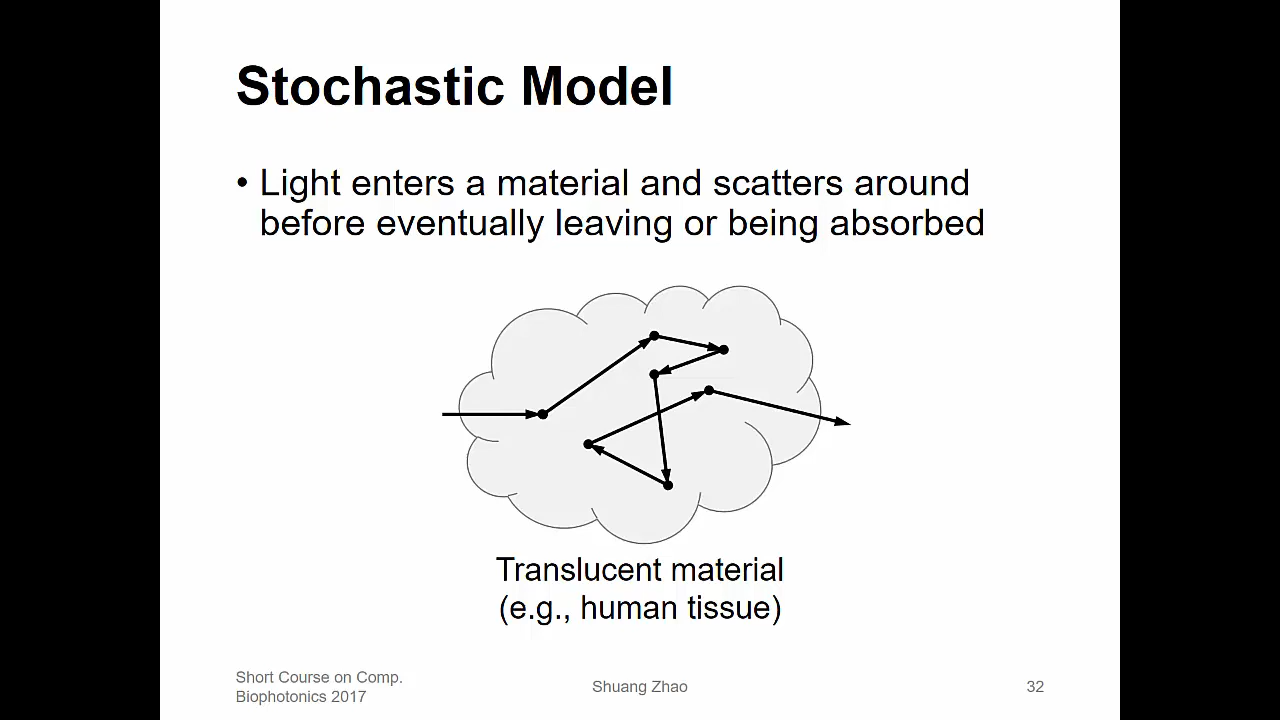 Stochastic Model
• Light enters a material and scatters around
before eventually leaving or being absorbed
Translucent material
(e.g., human tissue)
Short Course on Comp.
Biophotonics 2017
Shuang Zhao
32